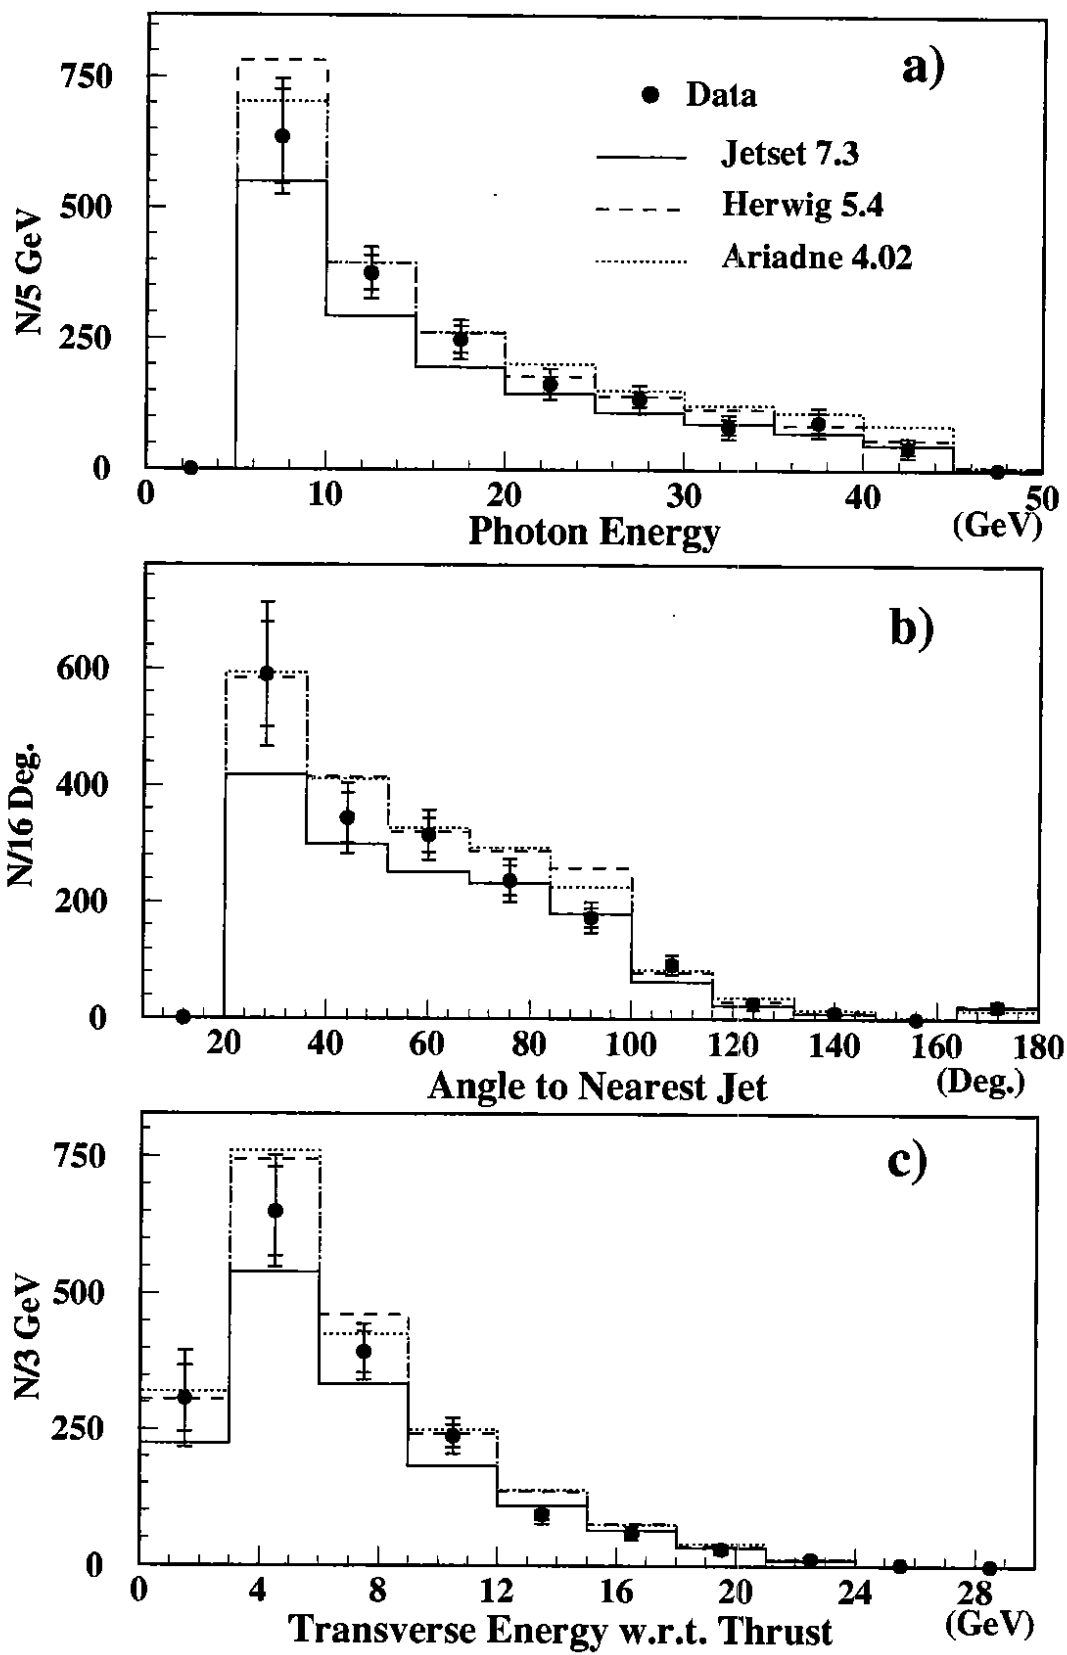 a)
Data
Jetset 7.3
Herwig 5.4
Ariadne 4.02
N/5 GeV
750
500
250
0
0 10 20 30 40 50
Photon Energy (GeV)
b)
N/16 Deg.
600
400
200
0
20 40 60 80 100 120 140 160 180
Angle to Nearest Jet (Deg.)
c)
N/3 GeV
750
500
250
0
0 4 8 12 16 20 24 28
Transverse Energy w.r.t. Thrust (GeV)